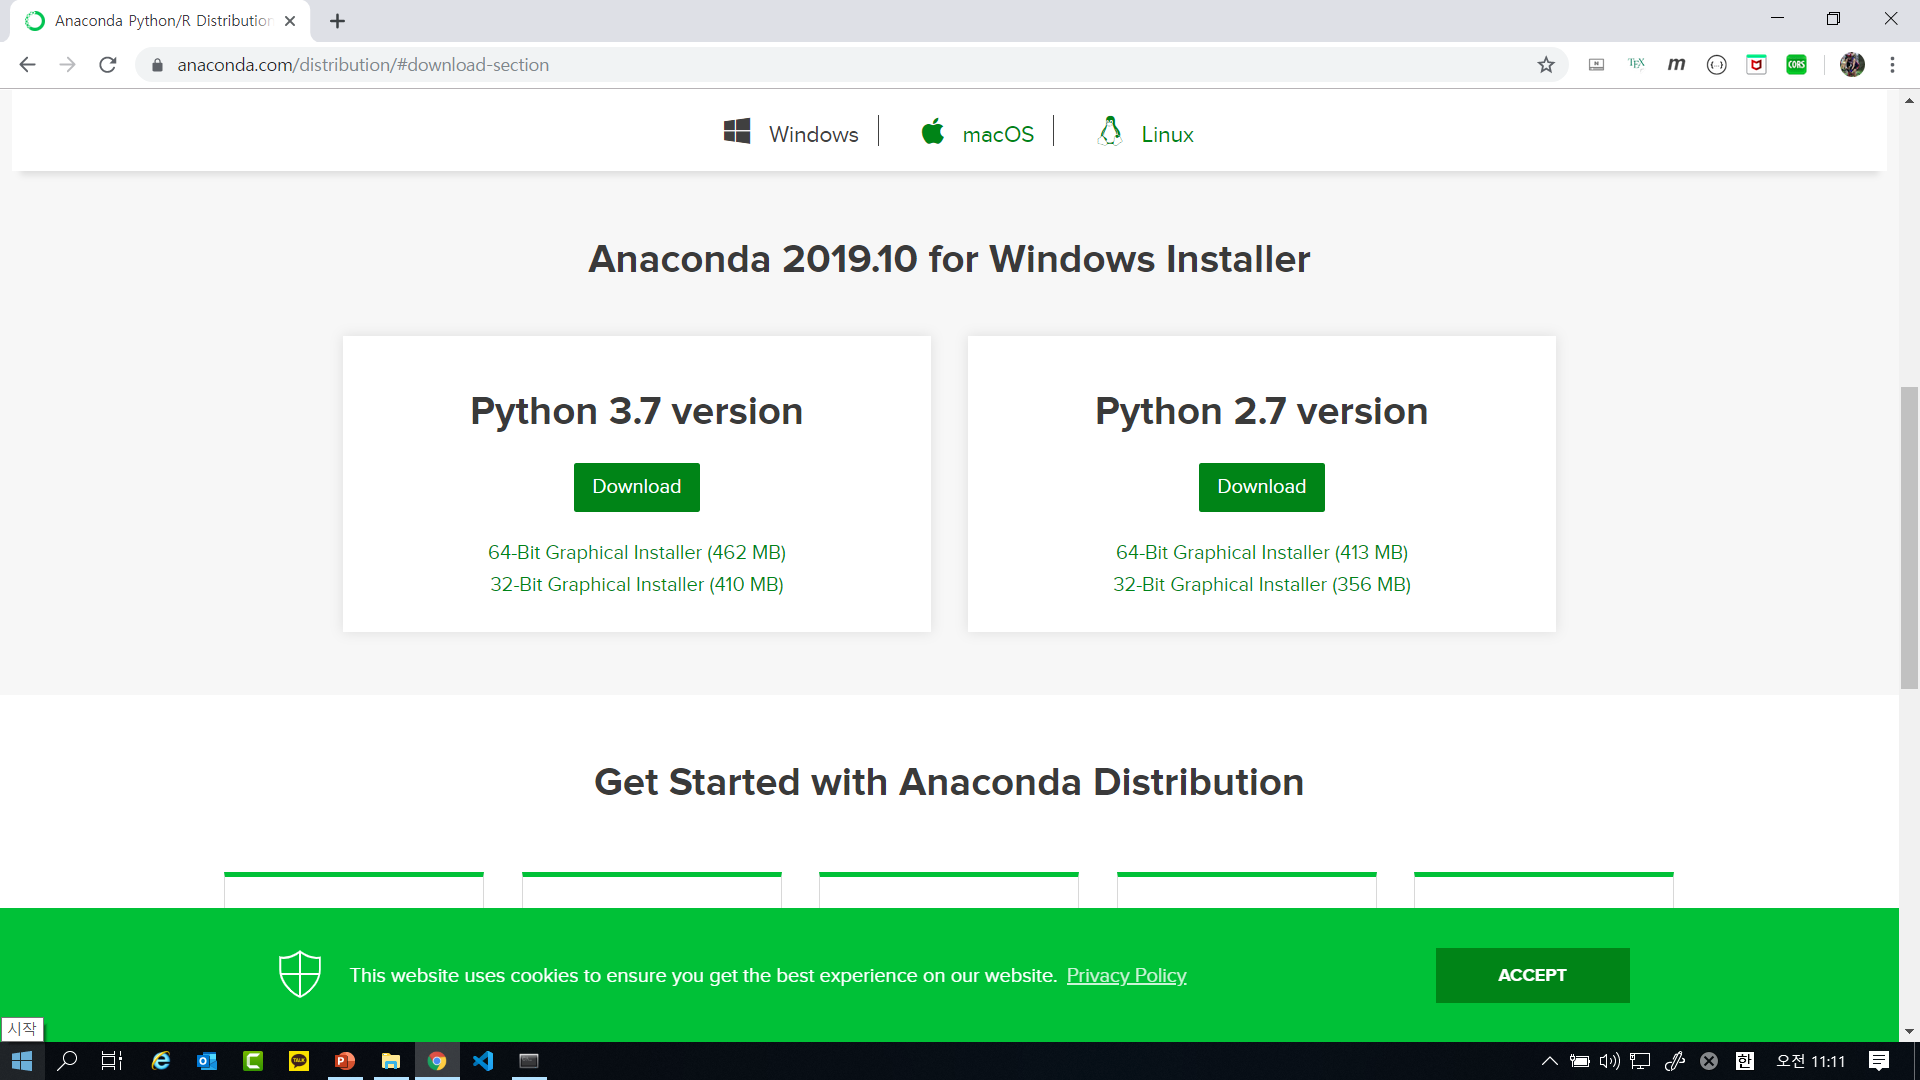 Anaconda Python/R Distribution
anaconda.com/distribution/#download-section
TEX
m
CORS
Windows
macOS
Linux
Anaconda 2019.10 for Windows Installer
Python 3.7 version
Download
64-Bit Graphical Installer (462 MB)
32-Bit Graphical Installer (410 MB)
Python 2.7 version
Download
64-Bit Graphical Installer (413 MB)
32-Bit Graphical Installer (356 MB)
Get Started with Anaconda Distribution
This website uses cookies to ensure you get the best experience on our website. Privacy Policy
ACCEPT
시작
TALK
한
오전 11:11